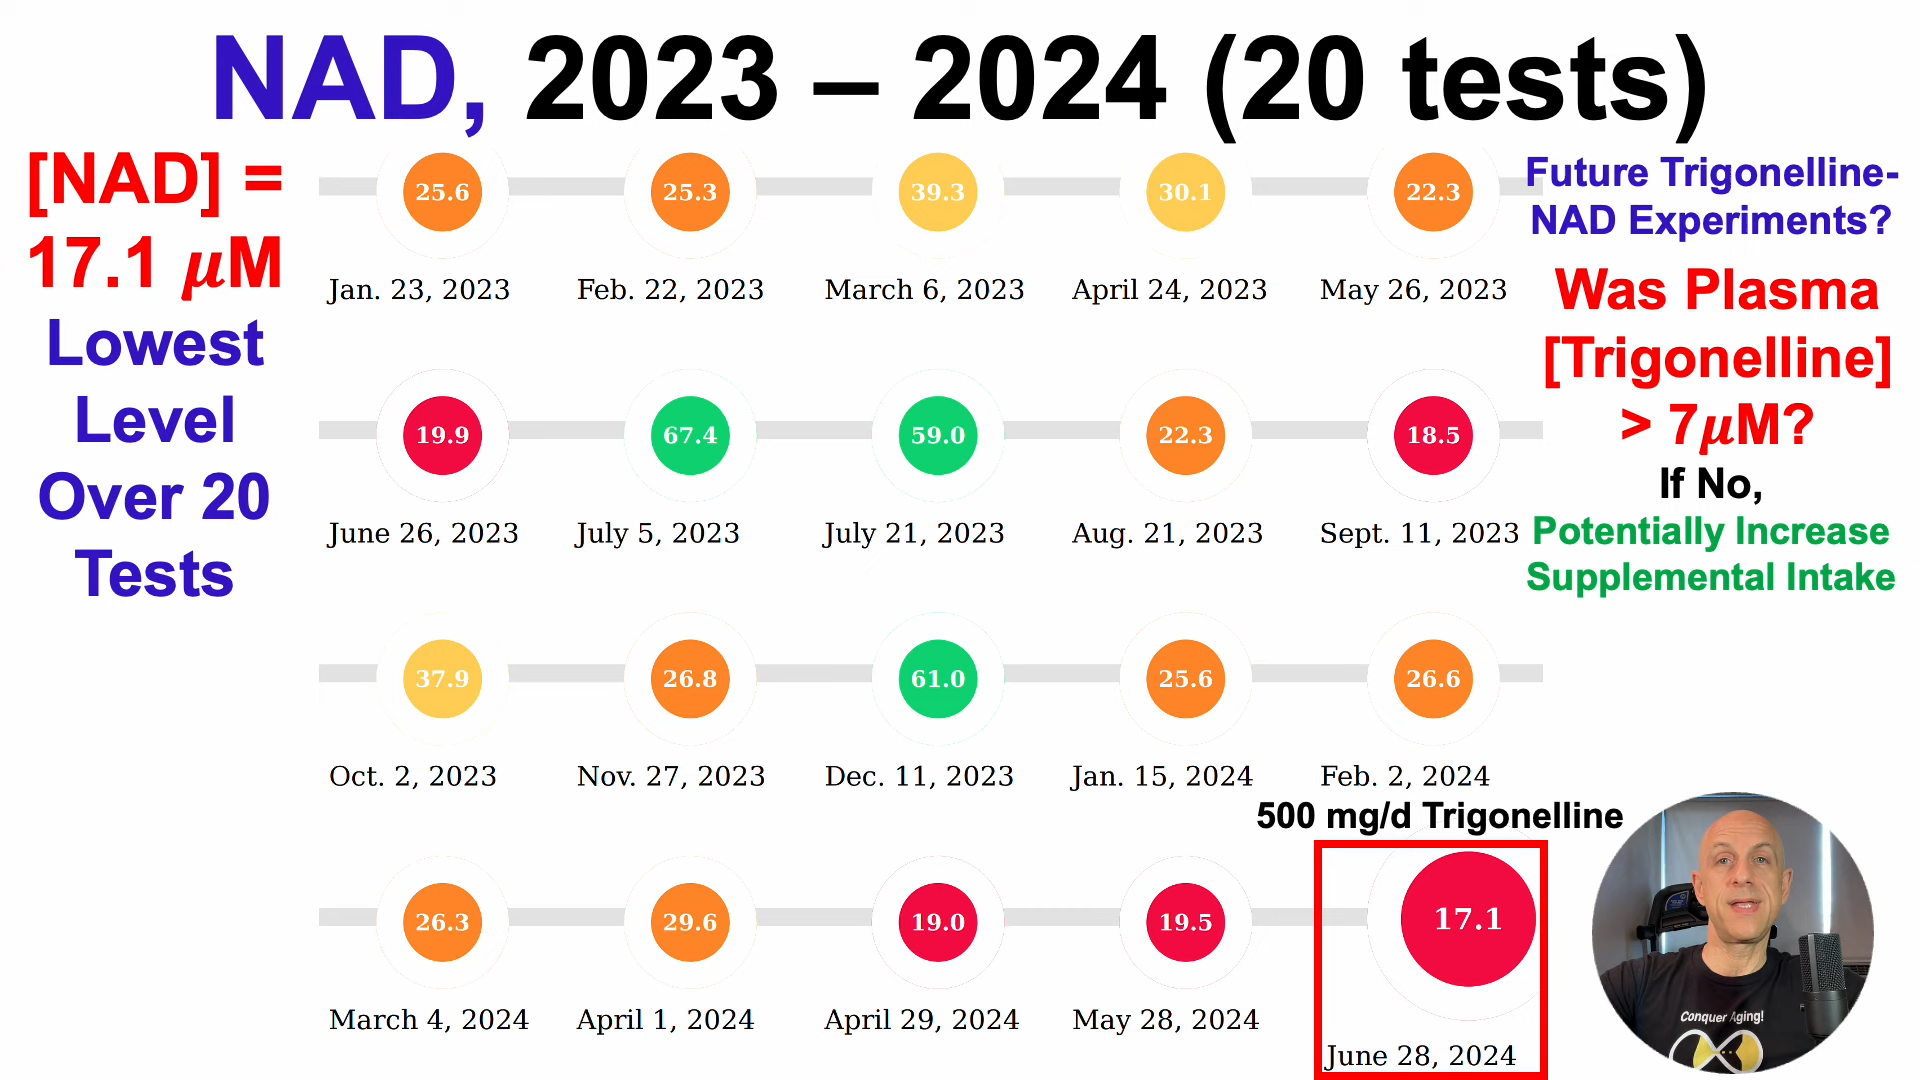 NAD, 2023 – 2024 (20 tests)
[NAD] =
17.1 μM
Lowest
Level
Over 20
Tests
25.6
25.3
39.3
30.1
22.3
Jan. 23, 2023
Feb. 22, 2023
March 6, 2023
April 24, 2023
May 26, 2023
19.9
67.4
59.0
22.3
18.5
June 26, 2023
July 5, 2023
July 21, 2023
Aug. 21, 2023
Sept. 11, 2023
37.9
26.8
61.0
25.6
26.6
Oct. 2, 2023
Nov. 27, 2023
Dec. 11, 2023
Jan. 15, 2024
Feb. 2, 2024
500 mg/d Trigonelline
26.3
29.6
19.0
19.5
17.1
March 4, 2024
April 1, 2024
April 29, 2024
May 28, 2024
June 28, 2024
Future Trigonelline-
NAD Experiments?
Was Plasma
[Trigonelline]
> 7μM?
If No,
Potentially Increase
Supplemental Intake
Conquer Aging!